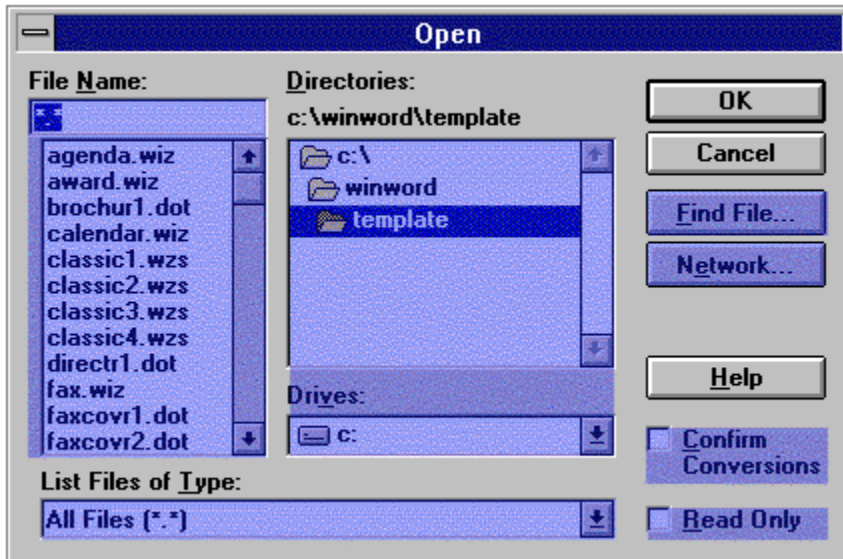 Open
File Name:
*.*
agenda.wiz
award.wiz
brochur1.dot
calendar.wiz
classic1.wzs
classic2.wzs
classic3.wzs
classic4.wzs
directr1.dot
fax.wiz
faxcovr1.dot
faxcovr2.dot
List Files of Type:
All Files (*.*)
Directories:
c:\winword\template
c:\
winword
template
Drives:
c:
OK
Cancel
Find File...
Network...
Help
Confirm
Conversions
Read Only